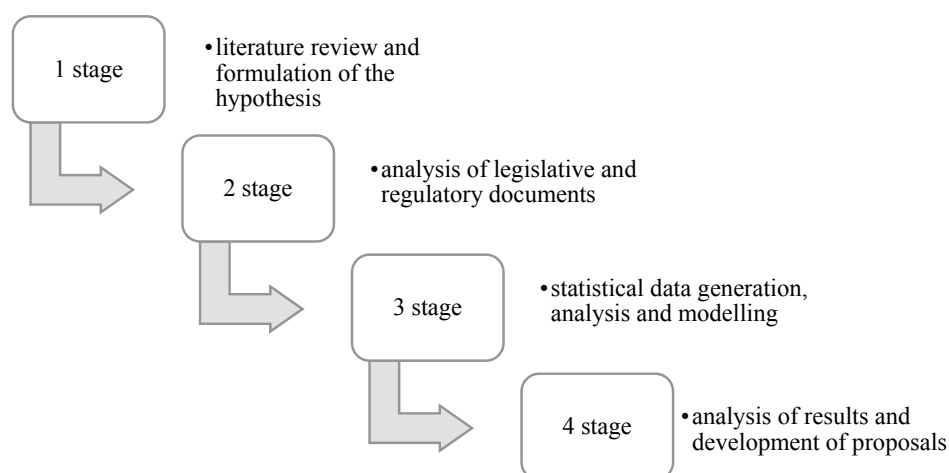 1 stage
•literature review and
formulation of the
hypothesis
2 stage
•analysis of legislative and
regulatory documents
3 stage
•statistical data generation,
analysis and modelling
4 stage
•analysis of results and
development of proposals